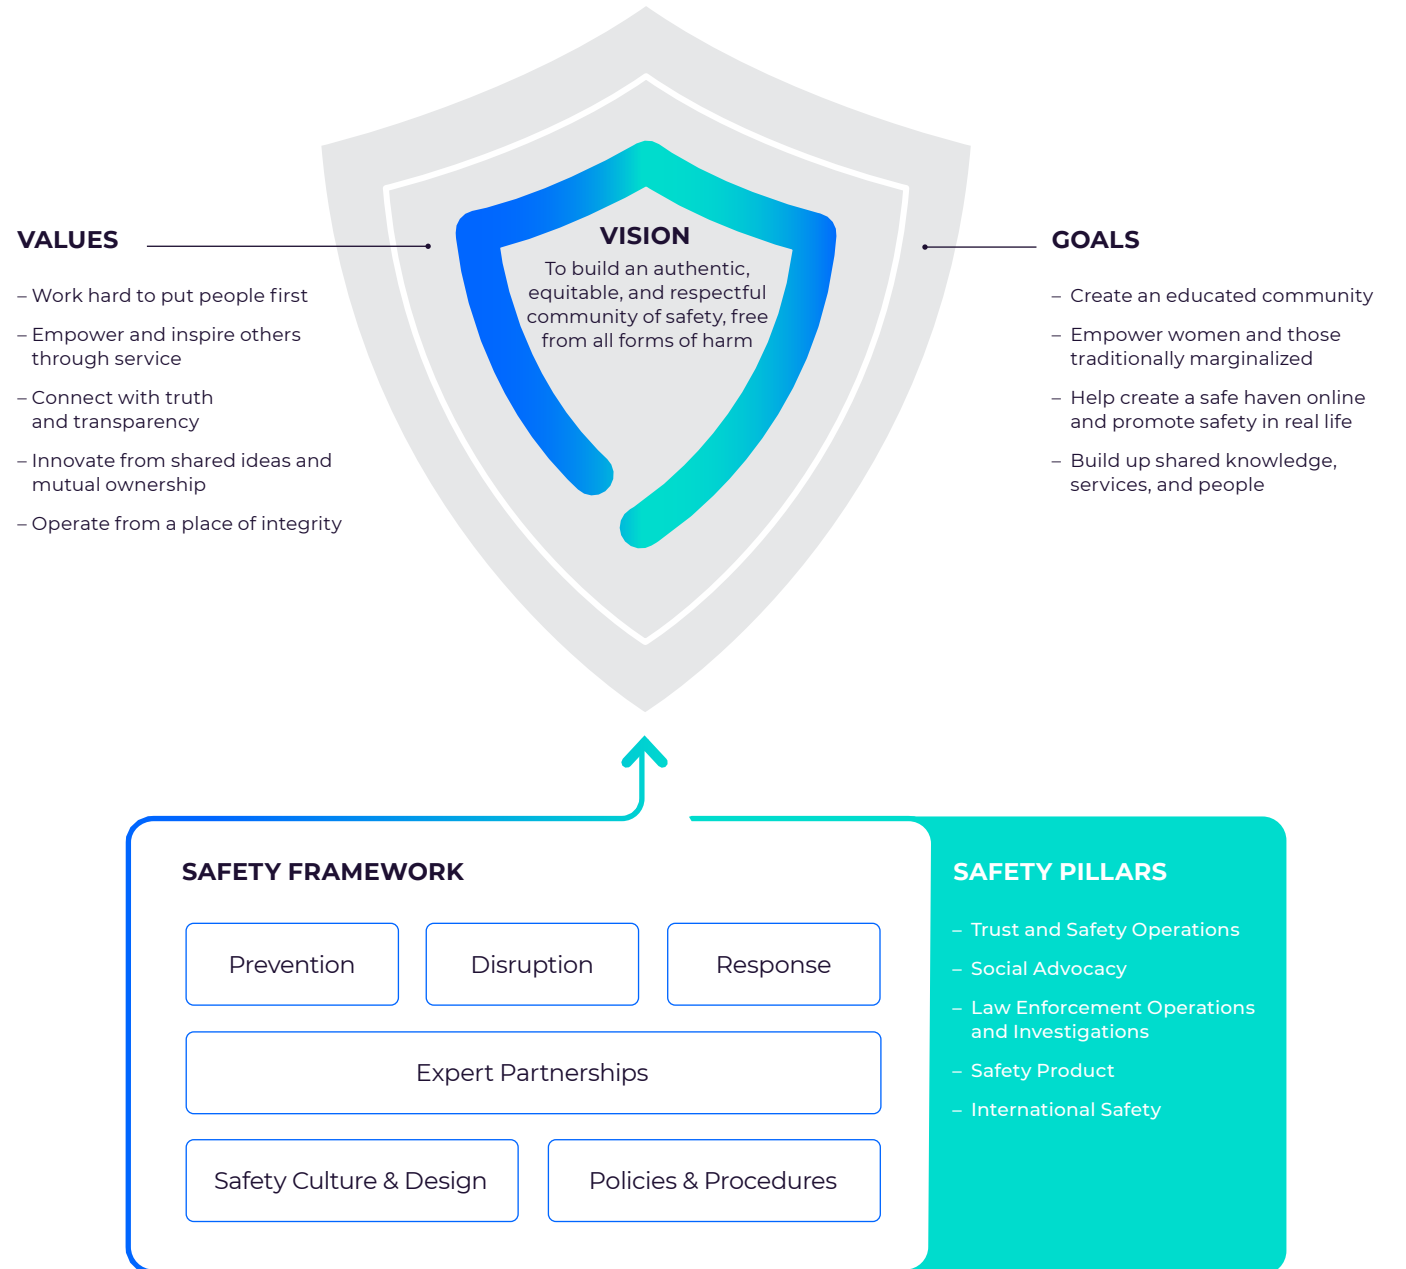 VALUES
– Work hard to put people first
– Empower and inspire others
through service
– Connect with truth
and transparency
– Innovate from shared ideas and
mutual ownership
– Operate from a place of integrity
VISION
To build an authentic,
equitable, and respectful
community of safety, free
from all forms of harm
GOALS
– Create an educated community
– Empower women and those
traditionally marginalized
– Help create a safe haven online
and promote safety in real life
– Build up shared knowledge,
services, and people
SAFETY FRAMEWORK
Prevention
Disruption
Response
Expert Partnerships
Safety Culture & Design
Policies & Procedures
SAFETY PILLARS
– Trust and Safety Operations
– Social Advocacy
– Law Enforcement Operations
and Investigations
– Safety Product
– International Safety